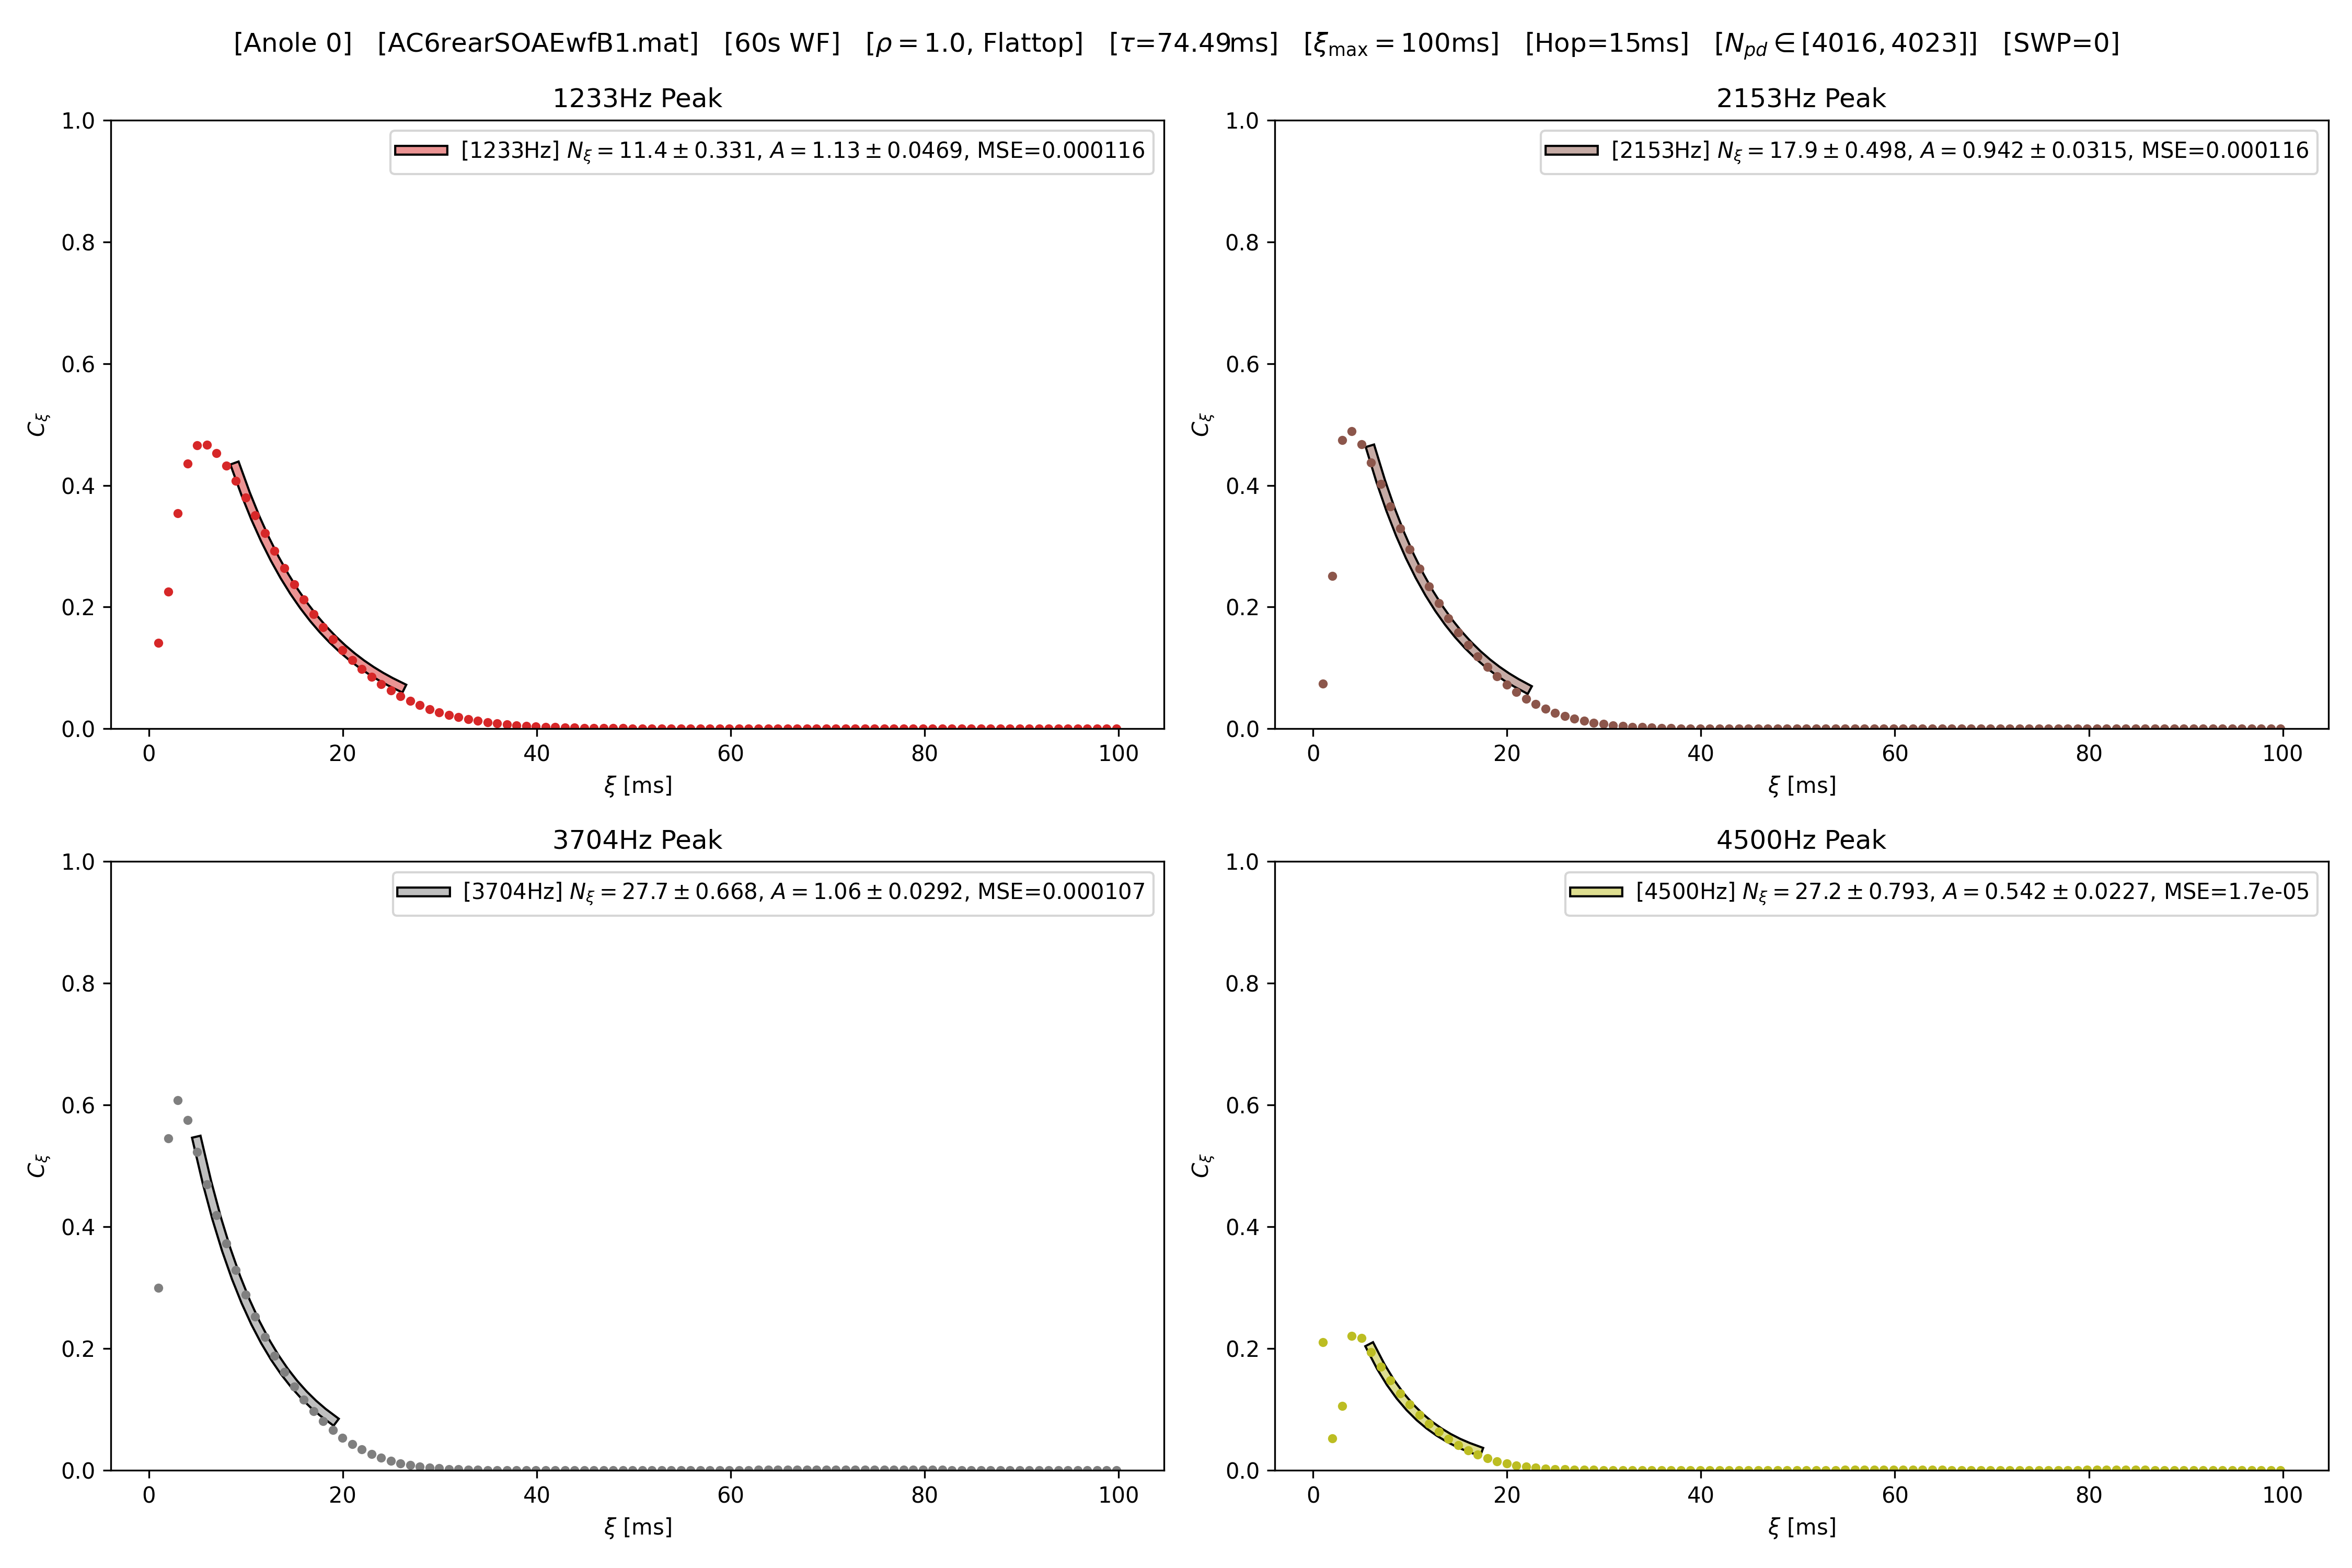 [Anole 0] [AC6rearSOAEwfB1.mat] [60s WF] [ρ = 1.0, Flattop] [τ=74.49ms] [ξmax = 100ms] [Hop=15ms] [Npd ∈ [4016, 4023]] [SWP=0]
1233Hz Peak
[1233Hz] Nξ = 11.4 ± 0.331, A = 1.13 ± 0.0469, MSE=0.000116
1.0
0.8
0.6
0.4
0.2
0.0
Cξ
0 20 40 60 80 100
ξ [ms]
2153Hz Peak
[2153Hz] Nξ = 17.9 ± 0.498, A = 0.942 ± 0.0315, MSE=0.000116
1.0
0.8
0.6
0.4
0.2
0.0
Cξ
0 20 40 60 80 100
ξ [ms]
3704Hz Peak
[3704Hz] Nξ = 27.7 ± 0.668, A = 1.06 ± 0.0292, MSE=0.000107
1.0
0.8
0.6
0.4
0.2
0.0
Cξ
0 20 40 60 80 100
ξ [ms]
4500Hz Peak
[4500Hz] Nξ = 27.2 ± 0.793, A = 0.542 ± 0.0227, MSE=1.7e-05
1.0
0.8
0.6
0.4
0.2
0.0
Cξ
0 20 40 60 80 100
ξ [ms]